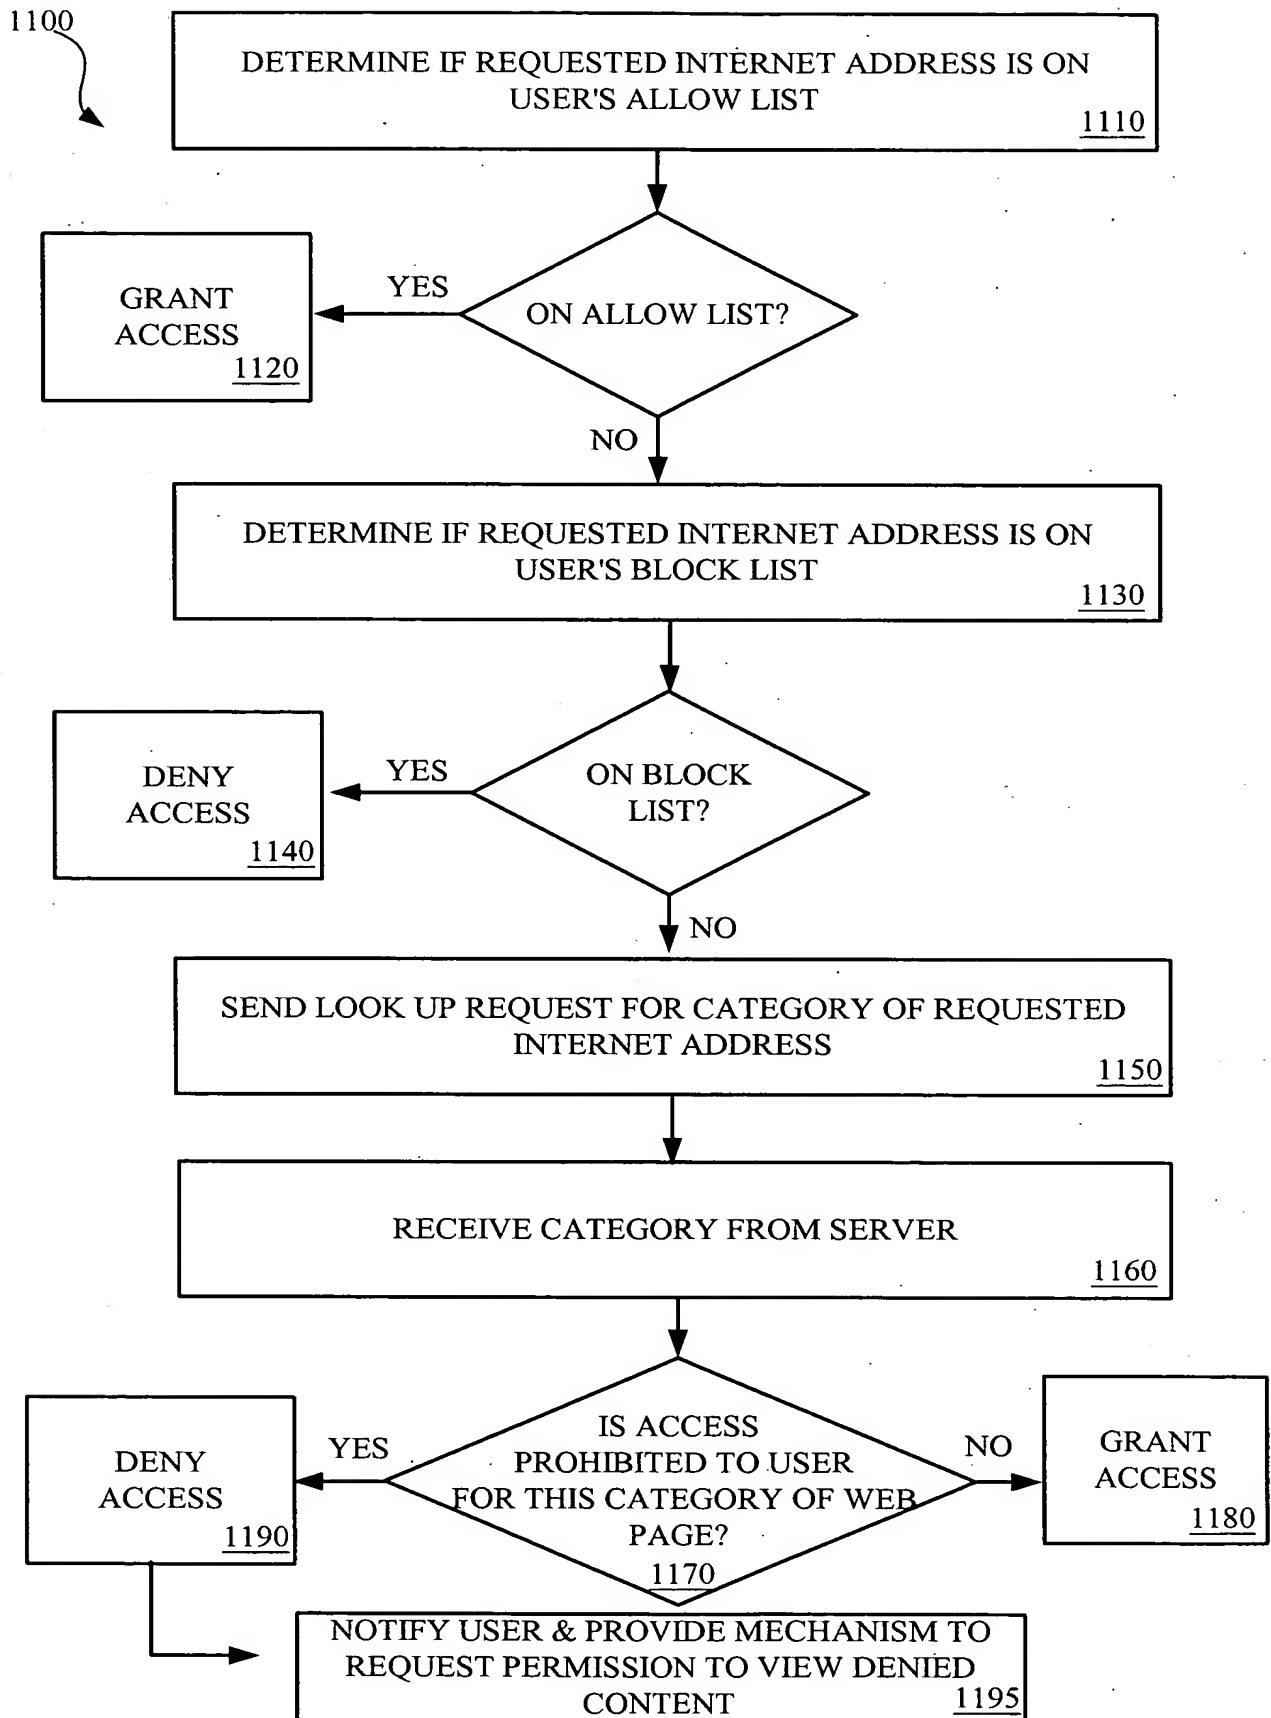 1100
DETERMINE IF REQUESTED INTERNET ADDRESS IS ON
USER'S ALLOW LIST
1110
GRANT
ACCESS
1120
YES
ON ALLOW LIST?
NO
DETERMINE IF REQUESTED INTERNET ADDRESS IS ON
USER'S BLOCK LIST
1130
DENY
ACCESS
1140
YES
ON BLOCK
LIST?
NO
SEND LOOK UP REQUEST FOR CATEGORY OF REQUESTED
INTERNET ADDRESS
1150
RECEIVE CATEGORY FROM SERVER
1160
DENY
ACCESS
1190
YES
IS ACCESS
PROHIBITED TO USER
FOR THIS CATEGORY OF WEB
PAGE?
1170
NO
GRANT
ACCESS
1180
NOTIFY USER & PROVIDE MECHANISM TO
REQUEST PERMISSION TO VIEW DENIED
CONTENT
1195